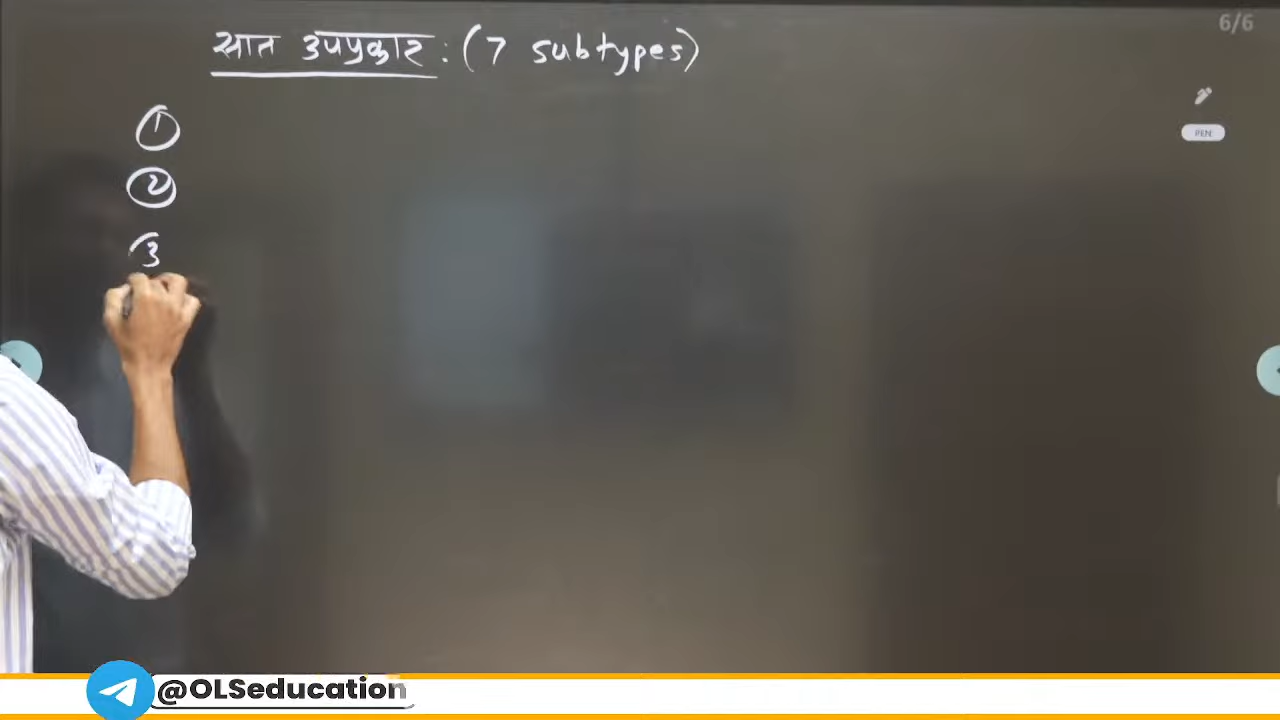 6/6
सात उपप्रकार : (7 subtypes)
PEN
1
2
3
@OLSeducation